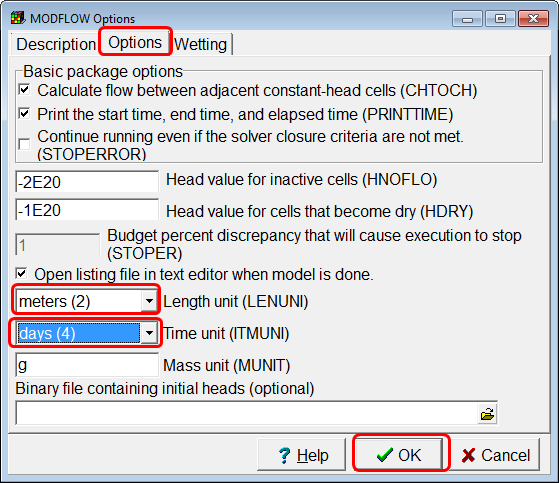 MODFLOW Options
Description Options Wetting
Basic package options
Calculate flow between adjacent constant-head cells (CHTOCH)
Print the start time, end time, and elapsed time (PRINTTIME)
Continue running even if the solver closure criteria are not met.
(STOPERROR)
-2E20 Head value for inactive cells (HNOFLO)
-1E20 Head value for cells that become dry (HDRY)
1 Budget percent discrepancy that will cause execution to stop
(STOPER)
Open listing file in text editor when model is done.
meters (2) Length unit (LENUNI)
days (4) Time unit (ITMUNI)
g Mass unit (MUNIT)
Binary file containing initial heads (optional)
? Help OK Cancel